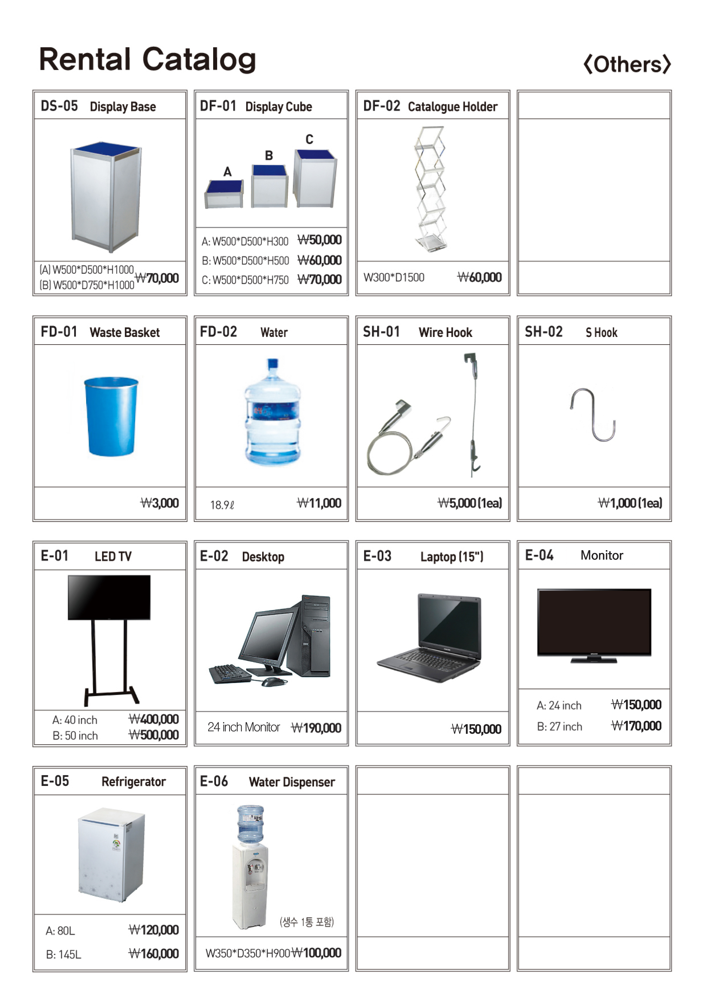 Rental Catalog
〈Others〉
DS-05 Display Base
(A) W500*D500*H1000
(B) W500*D750*H1000
₩70,000
DF-01 Display Cube
A
B
C
A: W500*D500*H300 ₩50,000
B: W500*D500*H500 ₩60,000
C: W500*D500*H750 ₩70,000
DF-02 Catalogue Holder
W300*D1500 ₩60,000
FD-01 Waste Basket
₩3,000
FD-02 Water
18.9ℓ ₩11,000
SH-01 Wire Hook
₩5,000 (1ea)
SH-02 S Hook
₩1,000 (1ea)
E-01 LED TV
A: 40 inch ₩400,000
B: 50 inch ₩500,000
E-02 Desktop
24 inch Monitor ₩190,000
E-03 Laptop (15")
₩150,000
E-04 Monitor
A: 24 inch ₩150,000
B: 27 inch ₩170,000
E-05 Refrigerator
A: 80L ₩120,000
B: 145L ₩160,000
E-06 Water Dispenser
(생수 1통 포함)
W350*D350*H900 ₩100,000